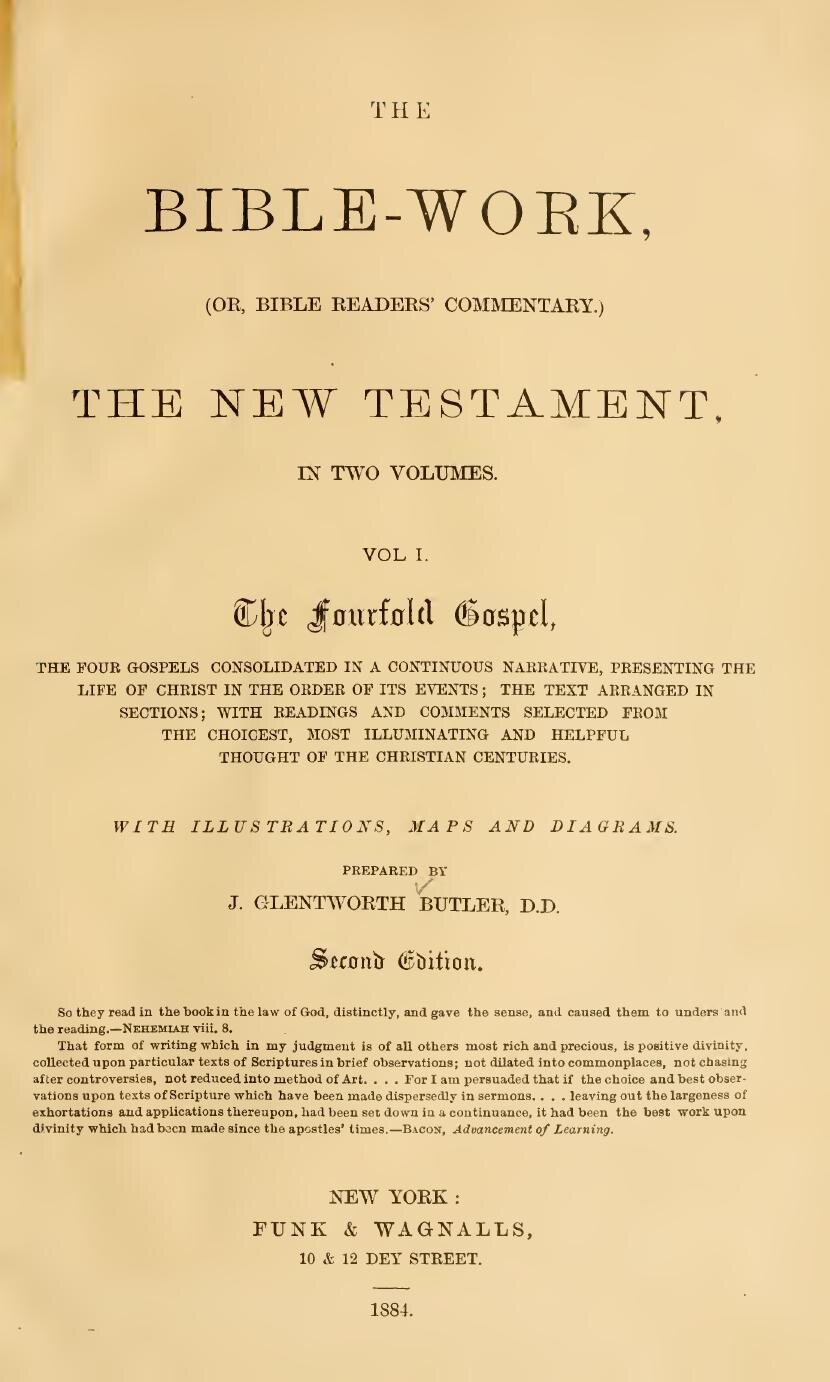 THE
BIBLE-WORK,
(OR, BIBLE READERS' COMMENTARY.)
THE NEW TESTAMENT,
IN TWO VOLUMES.
VOL I.
The Fourfold Gospel,
THE FOUR GOSPELS CONSOLIDATED IN A CONTINUOUS NARRATIVE, PRESENTING THE
LIFE OF CHRIST IN THE ORDER OF ITS EVENTS; THE TEXT ARRANGED IN
SECTIONS; WITH READINGS AND COMMENTS SELECTED FROM
THE CHOICEST, MOST ILLUMINATING AND HELPFUL
THOUGHT OF THE CHRISTIAN CENTURIES.
WITH ILLUSTRATIONS, MAPS AND DIAGRAMS.
PREPARED BY
J. GLENTWORTH BUTLER, D.D.
Second Edition.
So they read in the book in the law of God, distinctly, and gave the sense, and caused them to unders and
the reading.—NEHEMIAH viii. 8.
That form of writing which in my judgment is of all others most rich and precious, is positive divinity,
collected upon particular texts of Scriptures in brief observations; not dilated into commonplaces, not chasing
after controversies, not reduced into method of Art. . . . For I am persuaded that if the choice and best obser-
vations upon texts of Scripture which have been made dispersedly in sermons. . . . leaving out the largeness of
exhortations and applications thereupon, had been set down in a continuance, it had been the best work upon
divinity which had been made since the apostles' times.—BACON, Advancement of Learning.
NEW YORK :
FUNK & WAGNALLS,
10 & 12 DEY STREET.
1884.